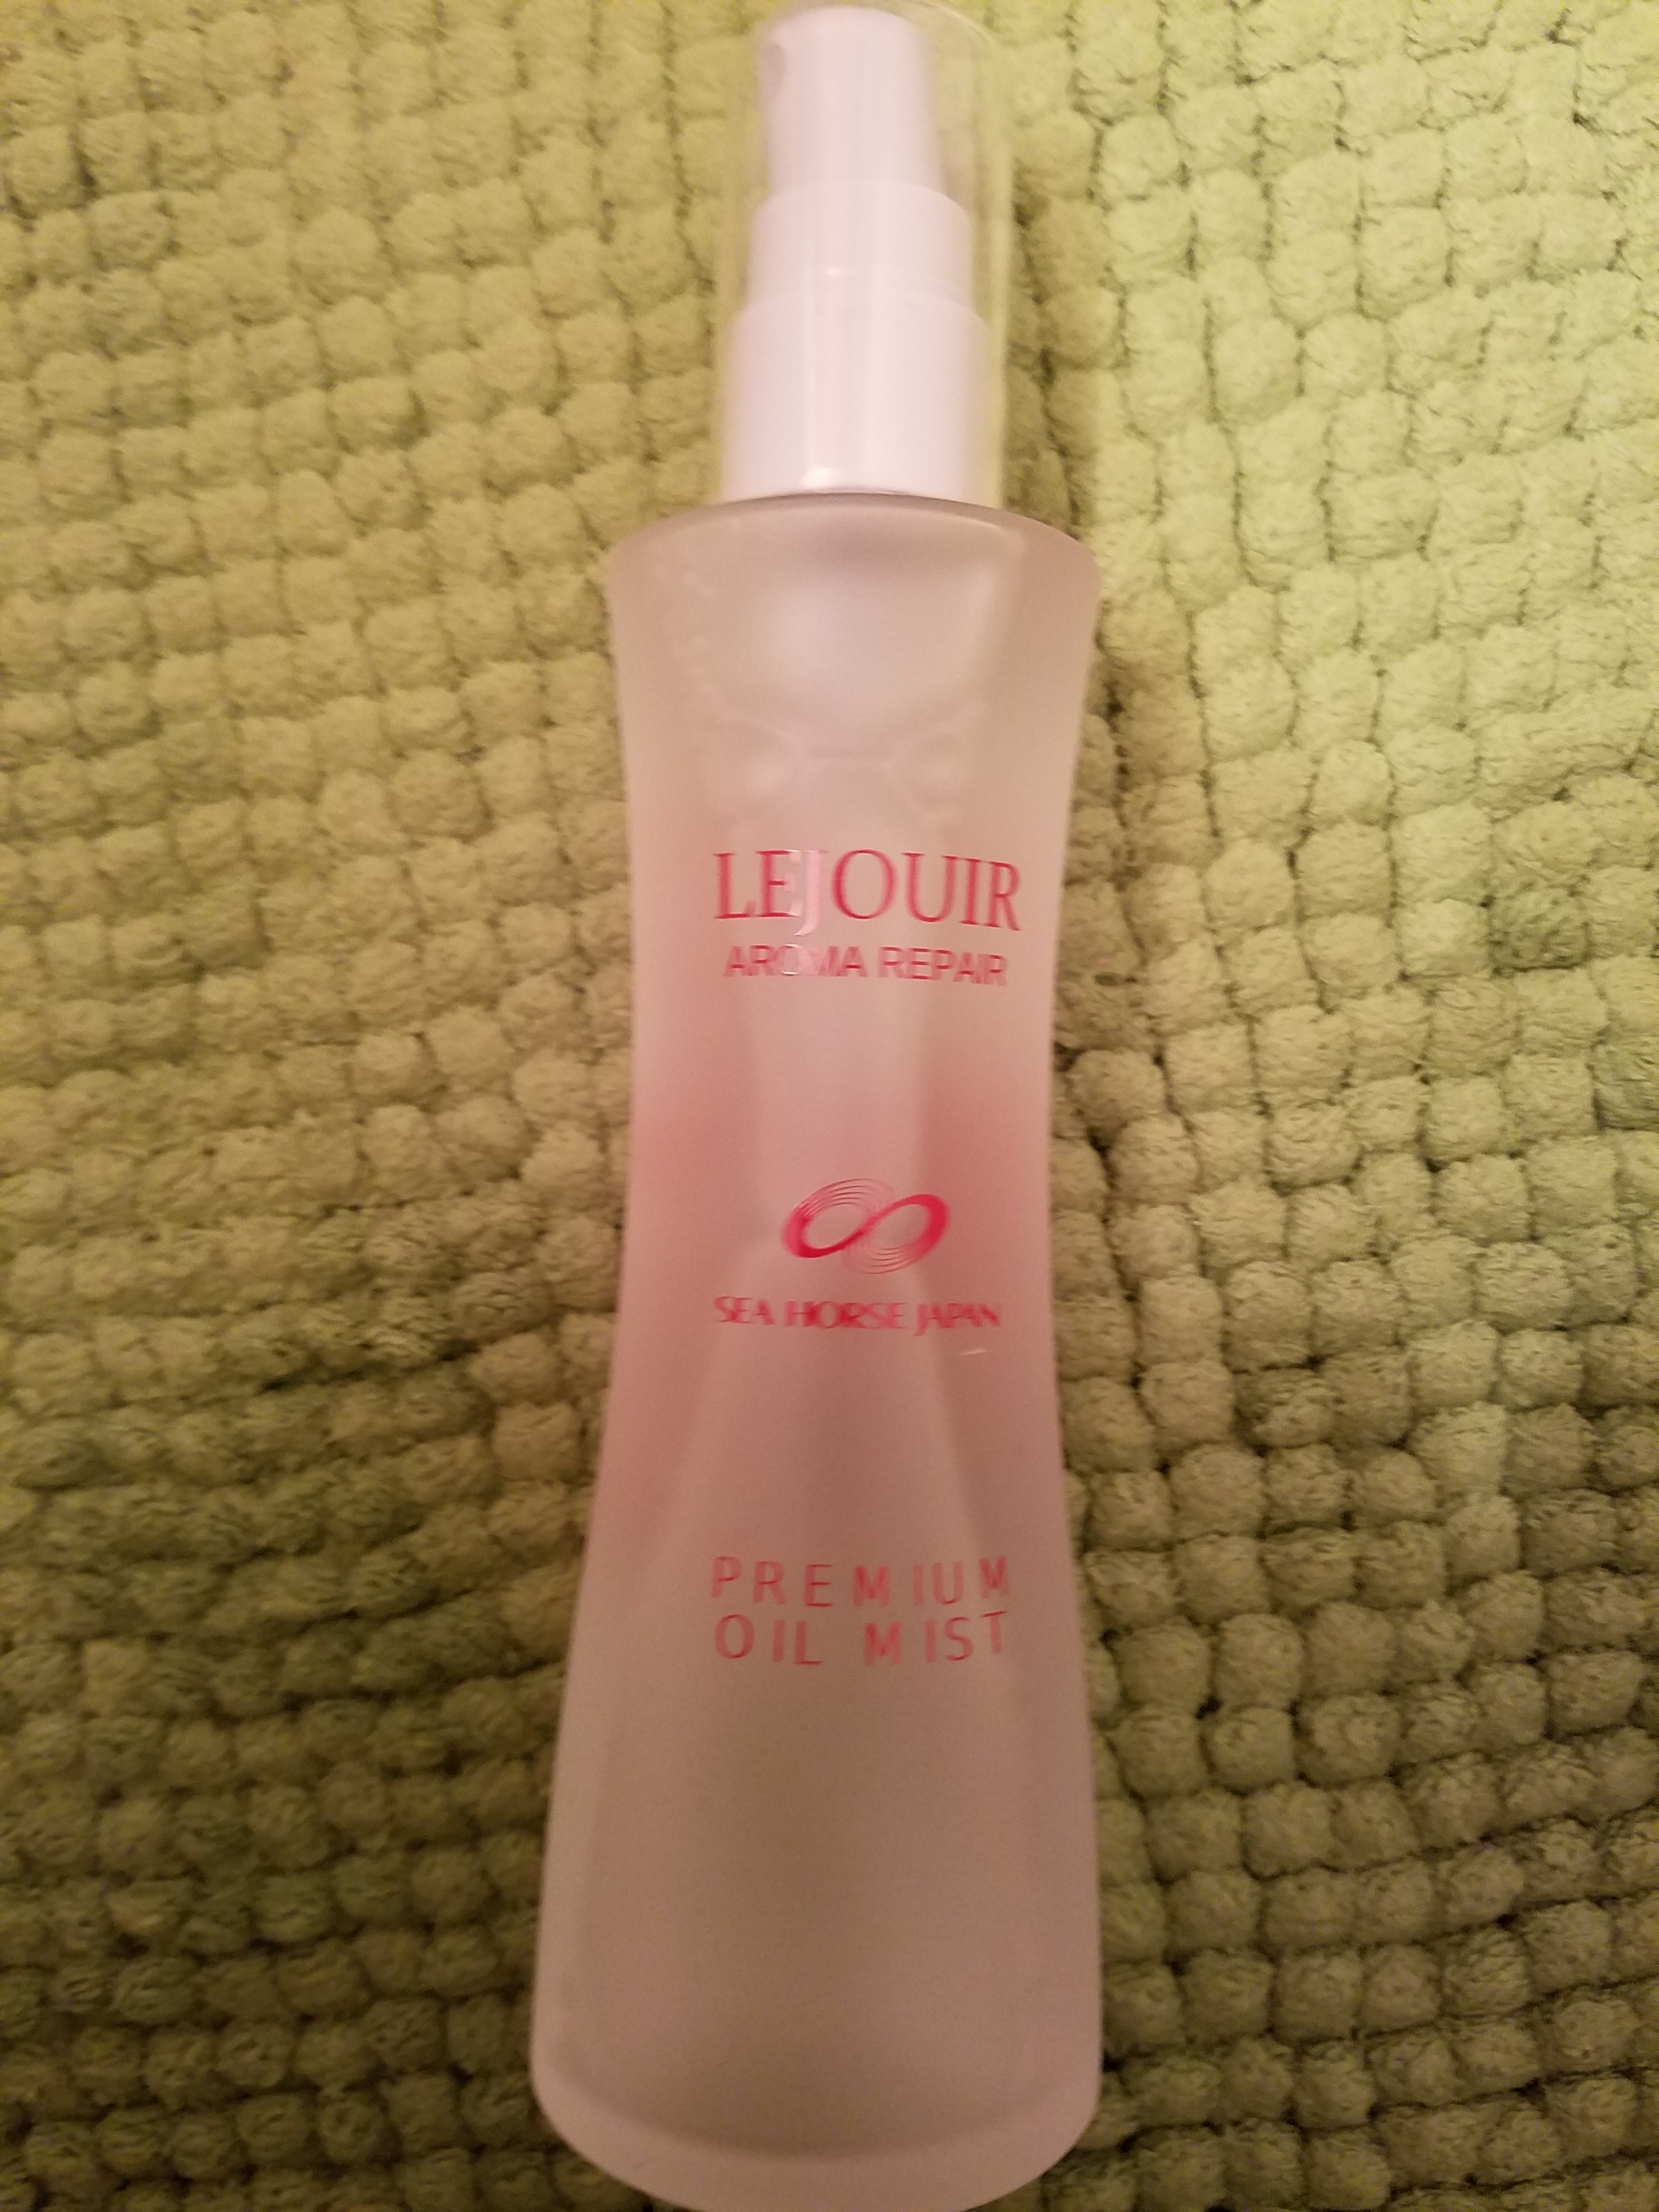 LEJOUIR
AROMA REPAIR
SEA HORSE JAPAN
PREMIUM
OIL MIST